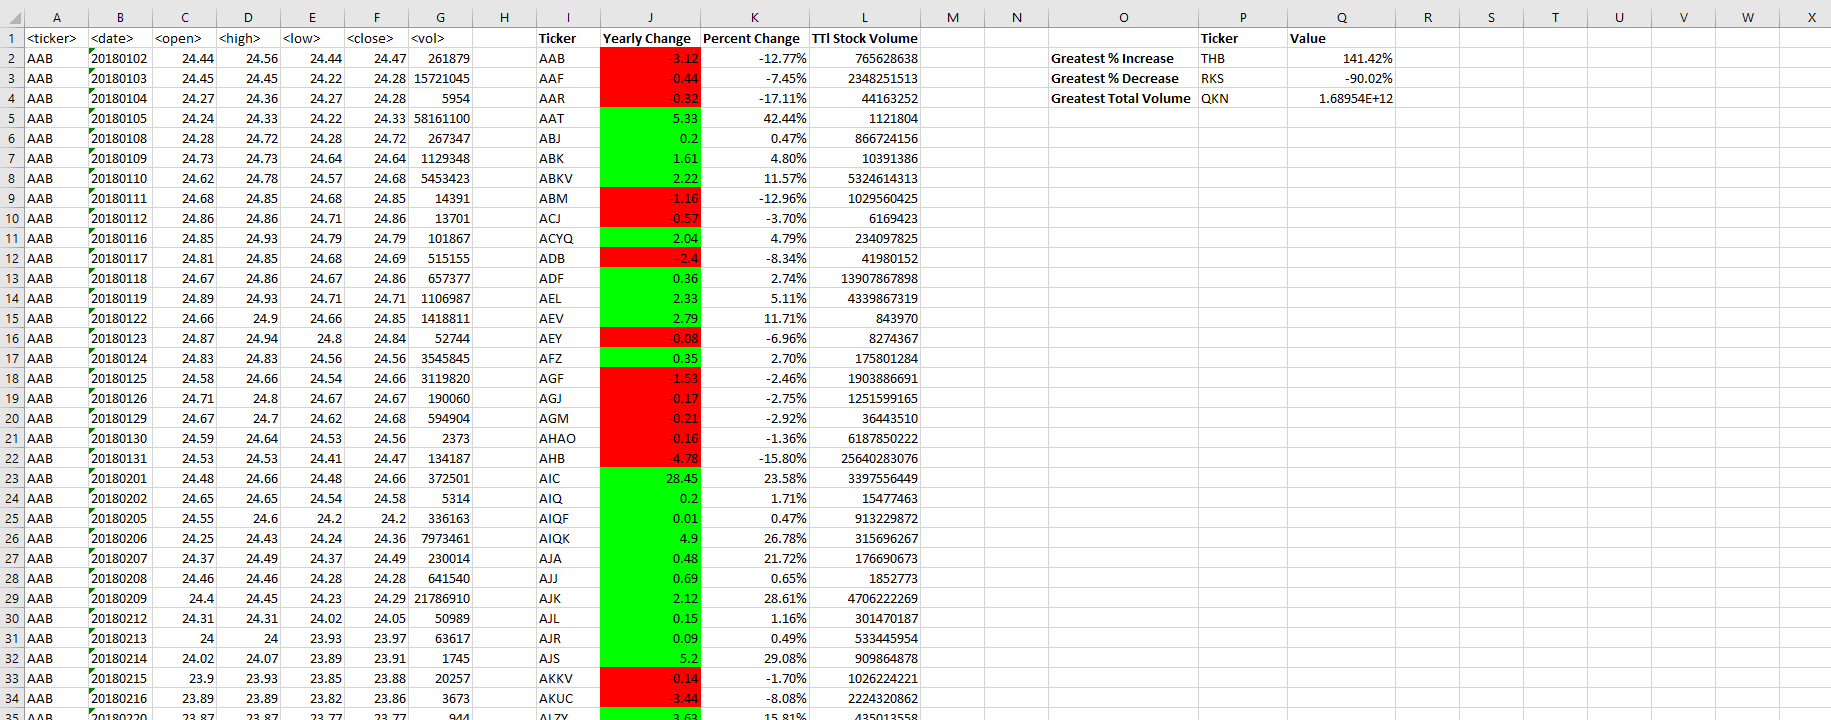 A B C D E F G H I J K L M N O P Q R S T U V W X
1 <ticker> <date> <open> <high> <low> <close> <vol> Ticker Yearly Change Percent Change TTl Stock Volume Ticker Value
2 AAB 20180102 24.44 24.56 24.44 24.47 261879 AAB -3.12 -12.77% 765628638 Greatest % Increase THB 141.42%
3 AAB 20180103 24.45 24.45 24.22 24.28 15721045 AAF -0.44 -7.45% 2348251513 Greatest % Decrease RKS -90.02%
4 AAB 20180104 24.27 24.36 24.27 24.28 5954 AAR -0.32 -17.11% 44163252 Greatest Total Volume QKN 1.68954E+12
5 AAB 20180105 24.24 24.33 24.22 24.33 58161100 AAT 5.33 42.44% 1121804
6 AAB 20180108 24.28 24.72 24.28 24.72 267347 ABJ 0.2 0.47% 866724156
7 AAB 20180109 24.73 24.73 24.64 24.64 1129348 ABK 1.61 4.80% 10391386
8 AAB 20180110 24.62 24.78 24.57 24.68 5453423 ABKV 2.22 11.57% 5324614313
9 AAB 20180111 24.68 24.85 24.68 24.85 14391 ABM -1.16 -12.96% 1029560425
10 AAB 20180112 24.86 24.86 24.71 24.86 13701 ACJ -0.57 -3.70% 6169423
11 AAB 20180116 24.85 24.93 24.79 24.79 101867 ACYQ 2.04 4.79% 234097825
12 AAB 20180117 24.81 24.85 24.68 24.69 515155 ADB -2.4 -8.34% 41980152
13 AAB 20180118 24.67 24.86 24.67 24.86 657377 ADF 0.36 2.74% 13907867898
14 AAB 20180119 24.89 24.93 24.71 24.71 1106987 AEL 2.33 5.11% 4339867319
15 AAB 20180122 24.66 24.9 24.66 24.85 1418811 AEV 2.79 11.71% 843970
16 AAB 20180123 24.87 24.94 24.8 24.84 52744 AEY -0.08 -6.96% 8274367
17 AAB 20180124 24.83 24.83 24.56 24.56 3545845 AFZ 0.35 2.70% 175801284
18 AAB 20180125 24.58 24.66 24.54 24.66 3119820 AGF -1.53 -2.46% 1903886691
19 AAB 20180126 24.71 24.8 24.67 24.67 190060 AGJ -0.17 -2.75% 1251599165
20 AAB 20180129 24.67 24.7 24.62 24.68 594904 AGM -0.21 -2.92% 36443510
21 AAB 20180130 24.59 24.64 24.53 24.56 2373 AHAO -0.16 -1.36% 6187850222
22 AAB 20180131 24.53 24.53 24.41 24.47 134187 AHB -4.78 -15.80% 25640283076
23 AAB 20180201 24.48 24.66 24.48 24.66 372501 AIC 28.45 23.58% 3397556449
24 AAB 20180202 24.65 24.65 24.54 24.58 5314 AIQ 0.2 1.71% 15477463
25 AAB 20180205 24.55 24.6 24.2 24.2 336163 AIQF 0.01 0.47% 913229872
26 AAB 20180206 24.25 24.43 24.24 24.36 7973461 AIQK 4.9 26.78% 315696267
27 AAB 20180207 24.37 24.49 24.37 24.49 230014 AJA 0.48 21.72% 176690673
28 AAB 20180208 24.46 24.46 24.28 24.28 641540 AJJ 0.69 0.65% 1852773
29 AAB 20180209 24.4 24.45 24.23 24.29 21786910 AJK 2.12 28.61% 4706222269
30 AAB 20180212 24.31 24.31 24.02 24.05 50989 AJL 0.15 1.16% 301470187
31 AAB 20180213 24 24 23.93 23.97 63617 AJR 0.09 0.49% 533445954
32 AAB 20180214 24.02 24.07 23.89 23.91 1745 AJS 5.2 29.08% 909864878
33 AAB 20180215 23.9 23.93 23.85 23.88 20257 AKKV -0.14 -1.70% 1026224221
34 AAB 20180216 23.89 23.89 23.82 23.86 3673 AKUC -3.44 -8.08% 2224320862
35 AAB 20180220 23.87 23.87 23.77 23.77 944 ALZY 3.63 15.81% 435013558